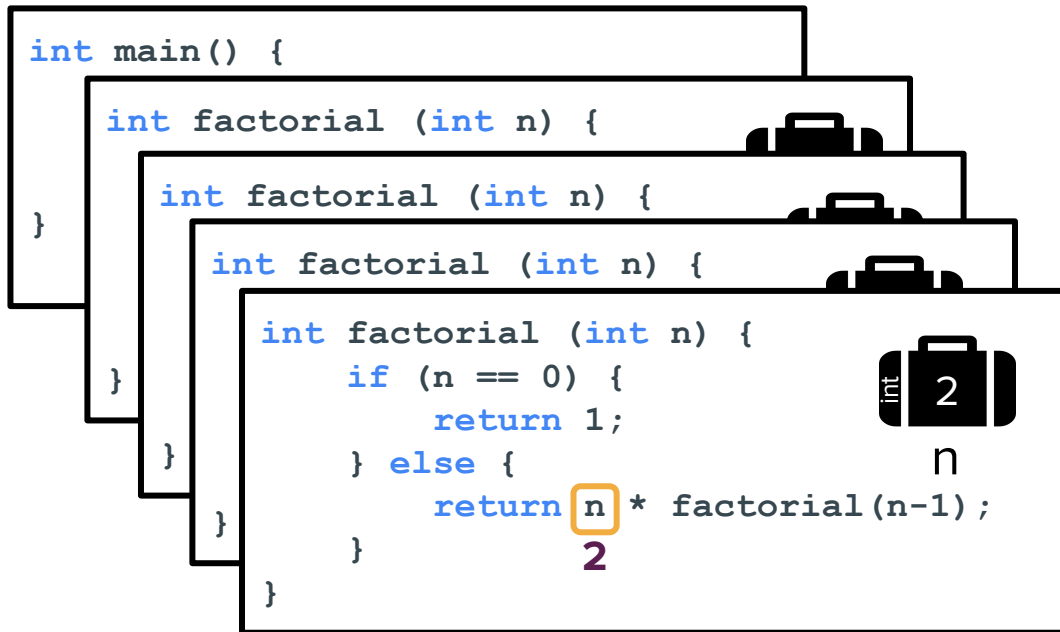 int main() {
int factorial (int n) {
int factorial (int n) {
}
int factorial (int n) {
int factorial (int n) {
if (n == 0) {
}
return 1;
int 2
} else {
}
n
return n * factorial(n-1);
}
}
2
}